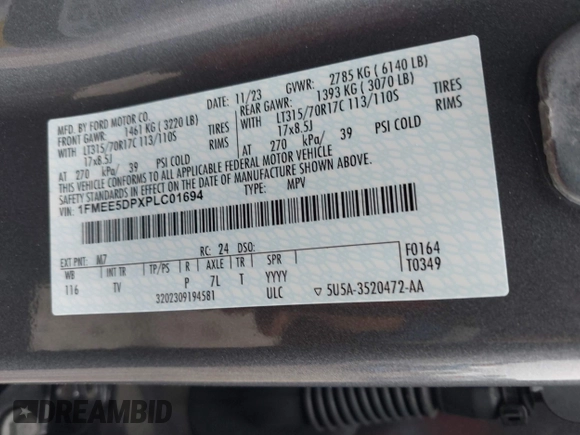 MFD. BY FORD MOTOR CO.
DATE: 11/23 GVWR: 2785 KG ( 6140 LB)
FRONT GAWR: 1461 KG ( 3220 LB) REAR GAWR: 1393 KG ( 3070 LB)
WITH LT315/70R17C 113/110S TIRES WITH LT315/70R17C 113/110S TIRES
17x8.5J RIMS 17x8.5J RIMS
AT 270 kPa/ 39 PSI COLD AT 270 kPa/ 39 PSI COLD
THIS VEHICLE CONFORMS TO ALL APPLICABLE FEDERAL MOTOR VEHICLE
SAFETY STANDARDS IN EFFECT ON THE DATE OF MANUFACTURE SHOWN ABOVE.
VIN: 1FMEE5DPXPLC01694
TYPE: MPV
EXT PNT: M7 RC: 24 DSO: F0164
WB INT TR TP/PS R AXLE TR SPR T0349
116 TV P 7L T YYYY
3202309194581 ULC ▽ 5U5A-3520472-AA
DREAMBID